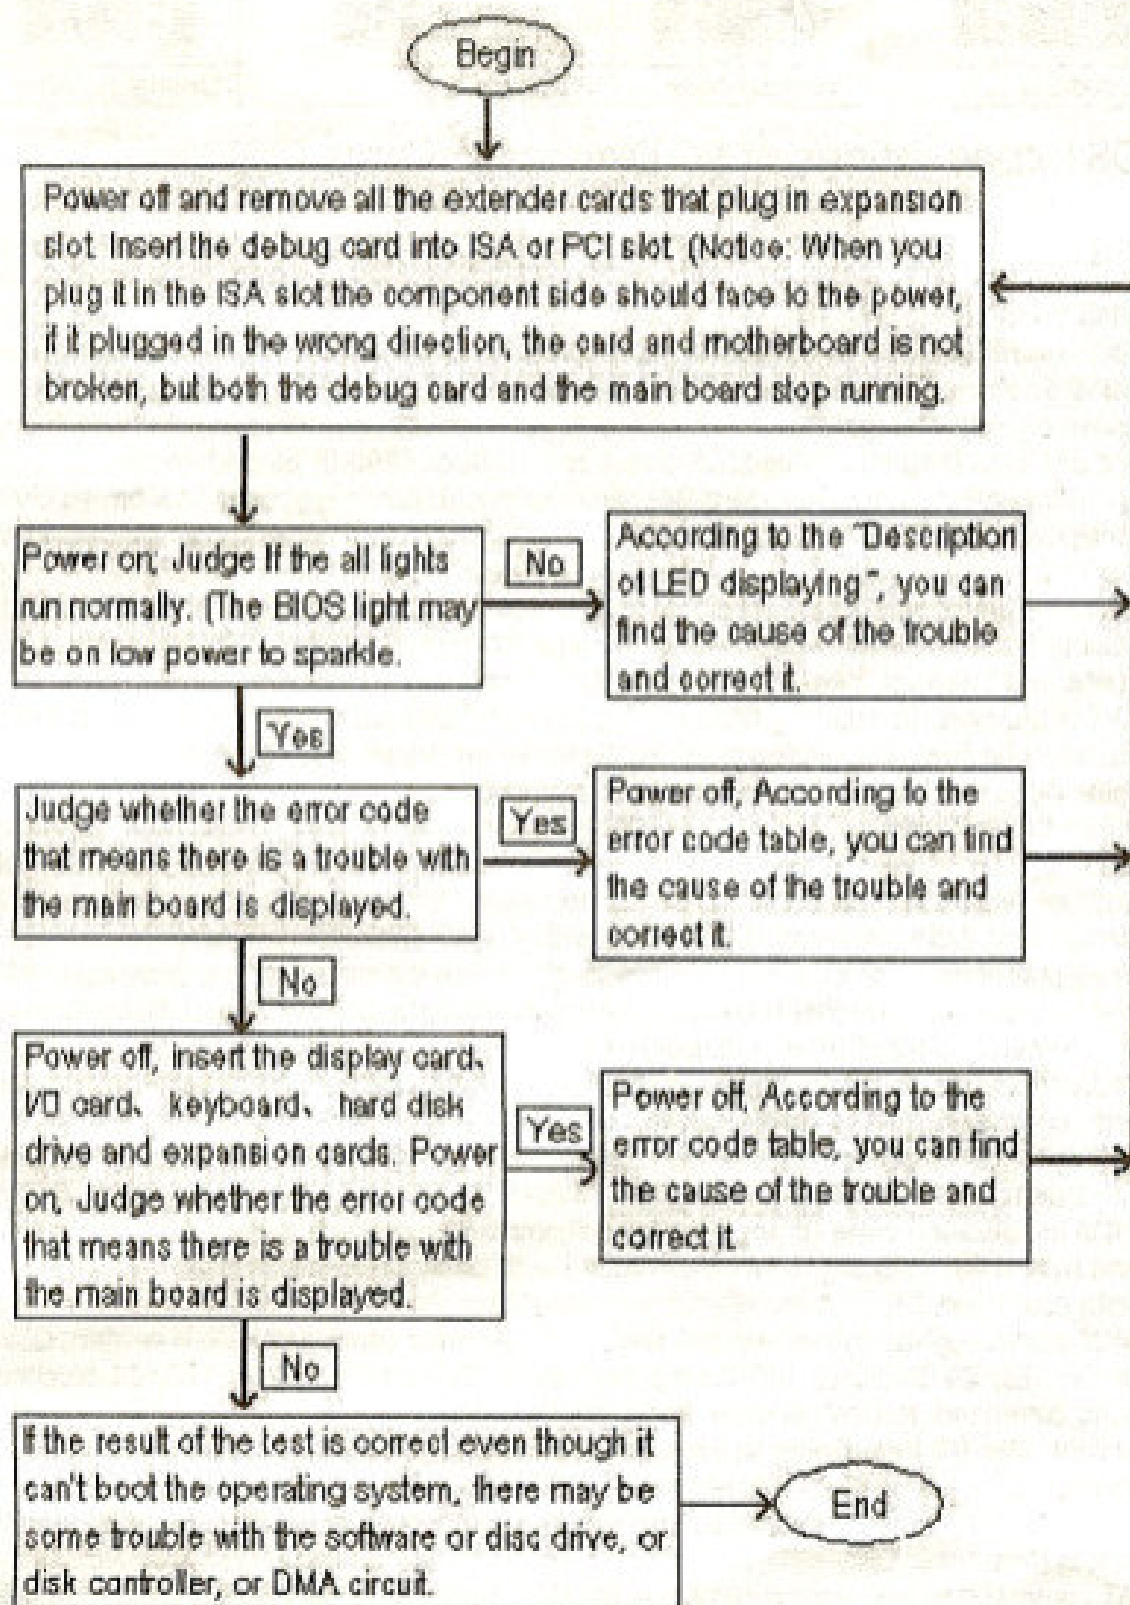 Begin
Power off and remove all the extender cards that plug in expansion
slot. Insert the debug card into ISA or PCI slot. (Notice: When you
plug it in the ISA slot the component side should face to the power,
if it plugged in the wrong direction, the card and motherboard is not
broken, but both the debug card and the main board stop running.
Power on, Judge If the all lights
run normally. (The BIOS light may
be on low power to sparkle.
No
According to the "Description
of LED displaying", you can
find the cause of the trouble
and correct it.
Yes
Judge whether the error code
that means there is a trouble with
the main board is displayed.
Yes
Power off, According to the
error code table, you can find
the cause of the trouble and
correct it.
No
Power off, insert the display card、
I/O card、 keyboard、 hard disk
drive and expansion cards. Power
on, Judge whether the error code
that means there is a trouble with
the main board is displayed.
Yes
Power off, According to the
error code table, you can find
the cause of the trouble and
correct it.
No
If the result of the test is correct even though it
can't boot the operating system, there may be
some trouble with the software or disc drive, or
disk controller, or DMA circuit.
End